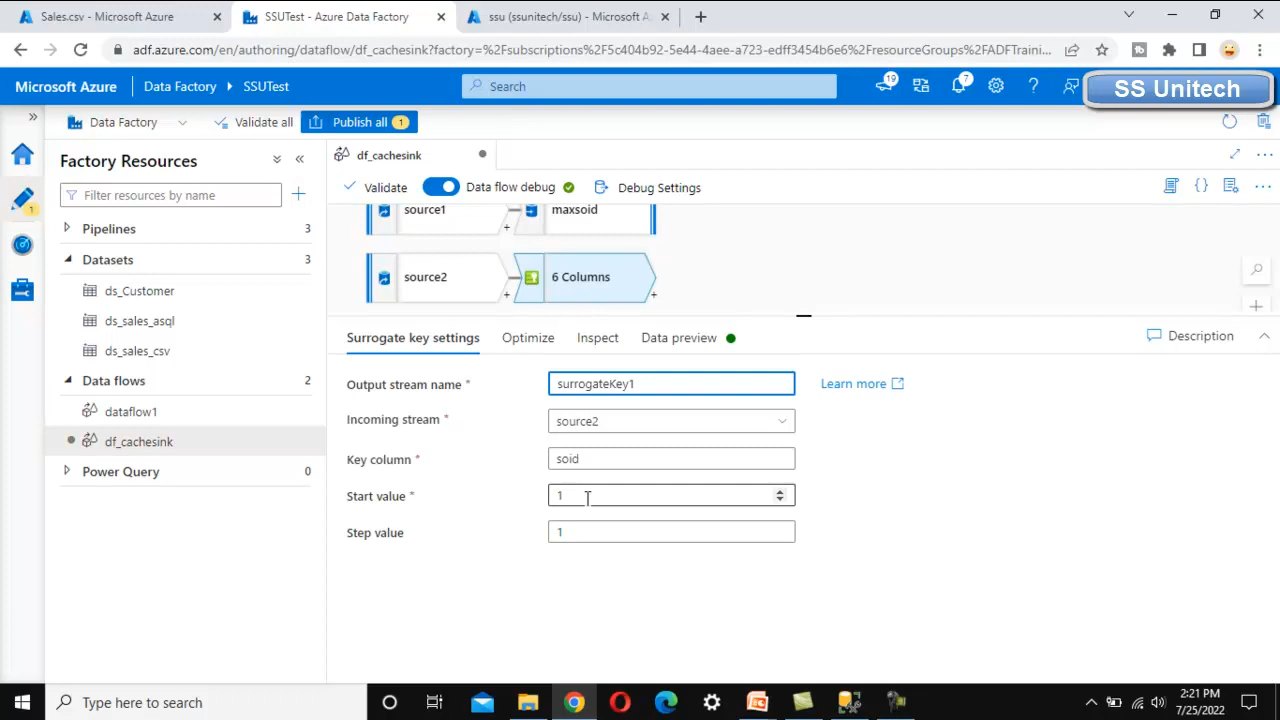 Sales.csv - Microsoft Azure
SSUTest - Azure Data Factory
ssu (ssunitech/ssu) - Microsoft A
adf.azure.com/en/authoring/dataflow/df_cachesink?factory=%2Fsubscriptions%2F5c404b92-5e44-4aee-a723-edff3454b6e6%2FresourceGroups%2FADFTraini...
Microsoft Azure
Data Factory
SSUTest
Search
19
7
SS Unitech
Data Factory
Validate all
Publish all
1
Factory Resources
Filter resources by name
Pipelines
3
Datasets
3
ds_Customer
ds_sales_asql
ds_sales_csv
Data flows
2
dataflow1
df_cachesink
Power Query
0
1
df_cachesink
Validate
Data flow debug
Debug Settings
source1
maxsoid
source2
6 Columns
Surrogate key settings
Optimize
Inspect
Data preview
Description
Output stream name *
surrogateKey1
Learn more
Incoming stream *
source2
Key column *
soid
Start value *
1
Step value
1
Type here to search
2:21 PM
7/25/2022